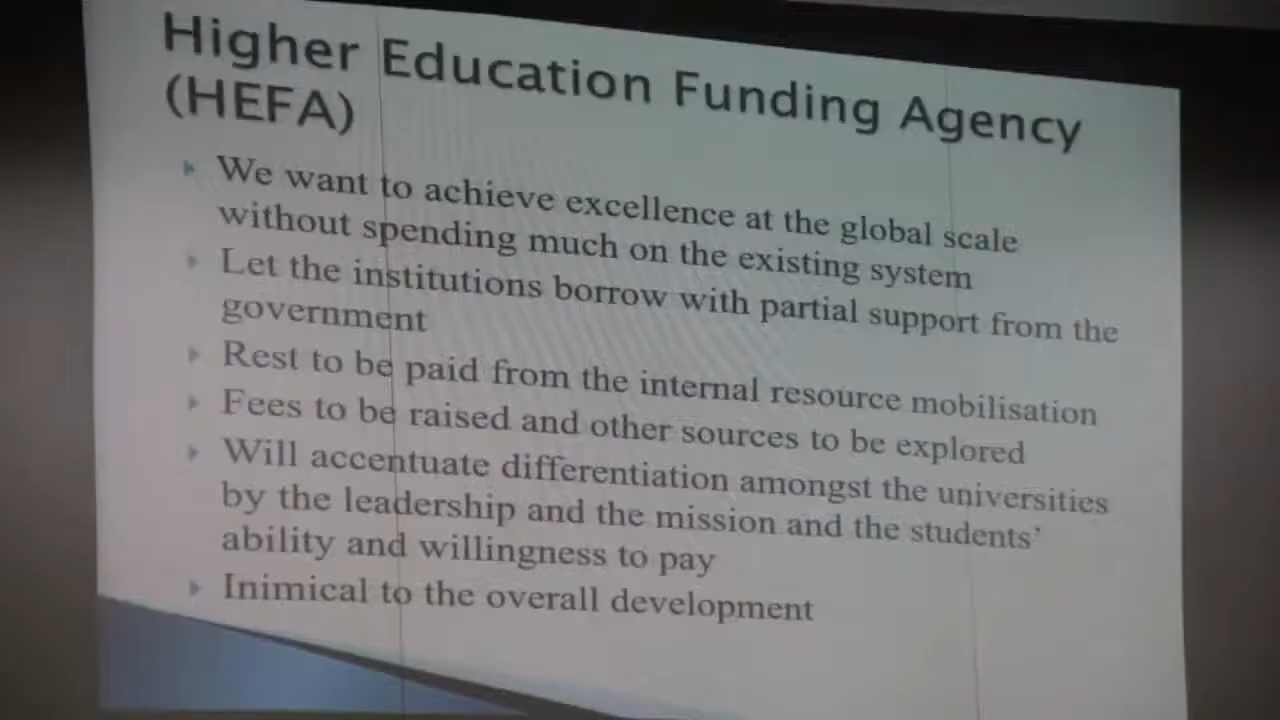 Higher Education Funding Agency
(HEFA)
We want to achieve excellence at the global scale
without spending much on the existing system
Let the institutions borrow with partial support from the
government
Rest to be paid from the internal resource mobilisation
Fees to be raised and other sources to be explored
Will accentuate differentiation amongst the universities
by the leadership and the mission and the students’
ability and willingness to pay
Inimical to the overall development